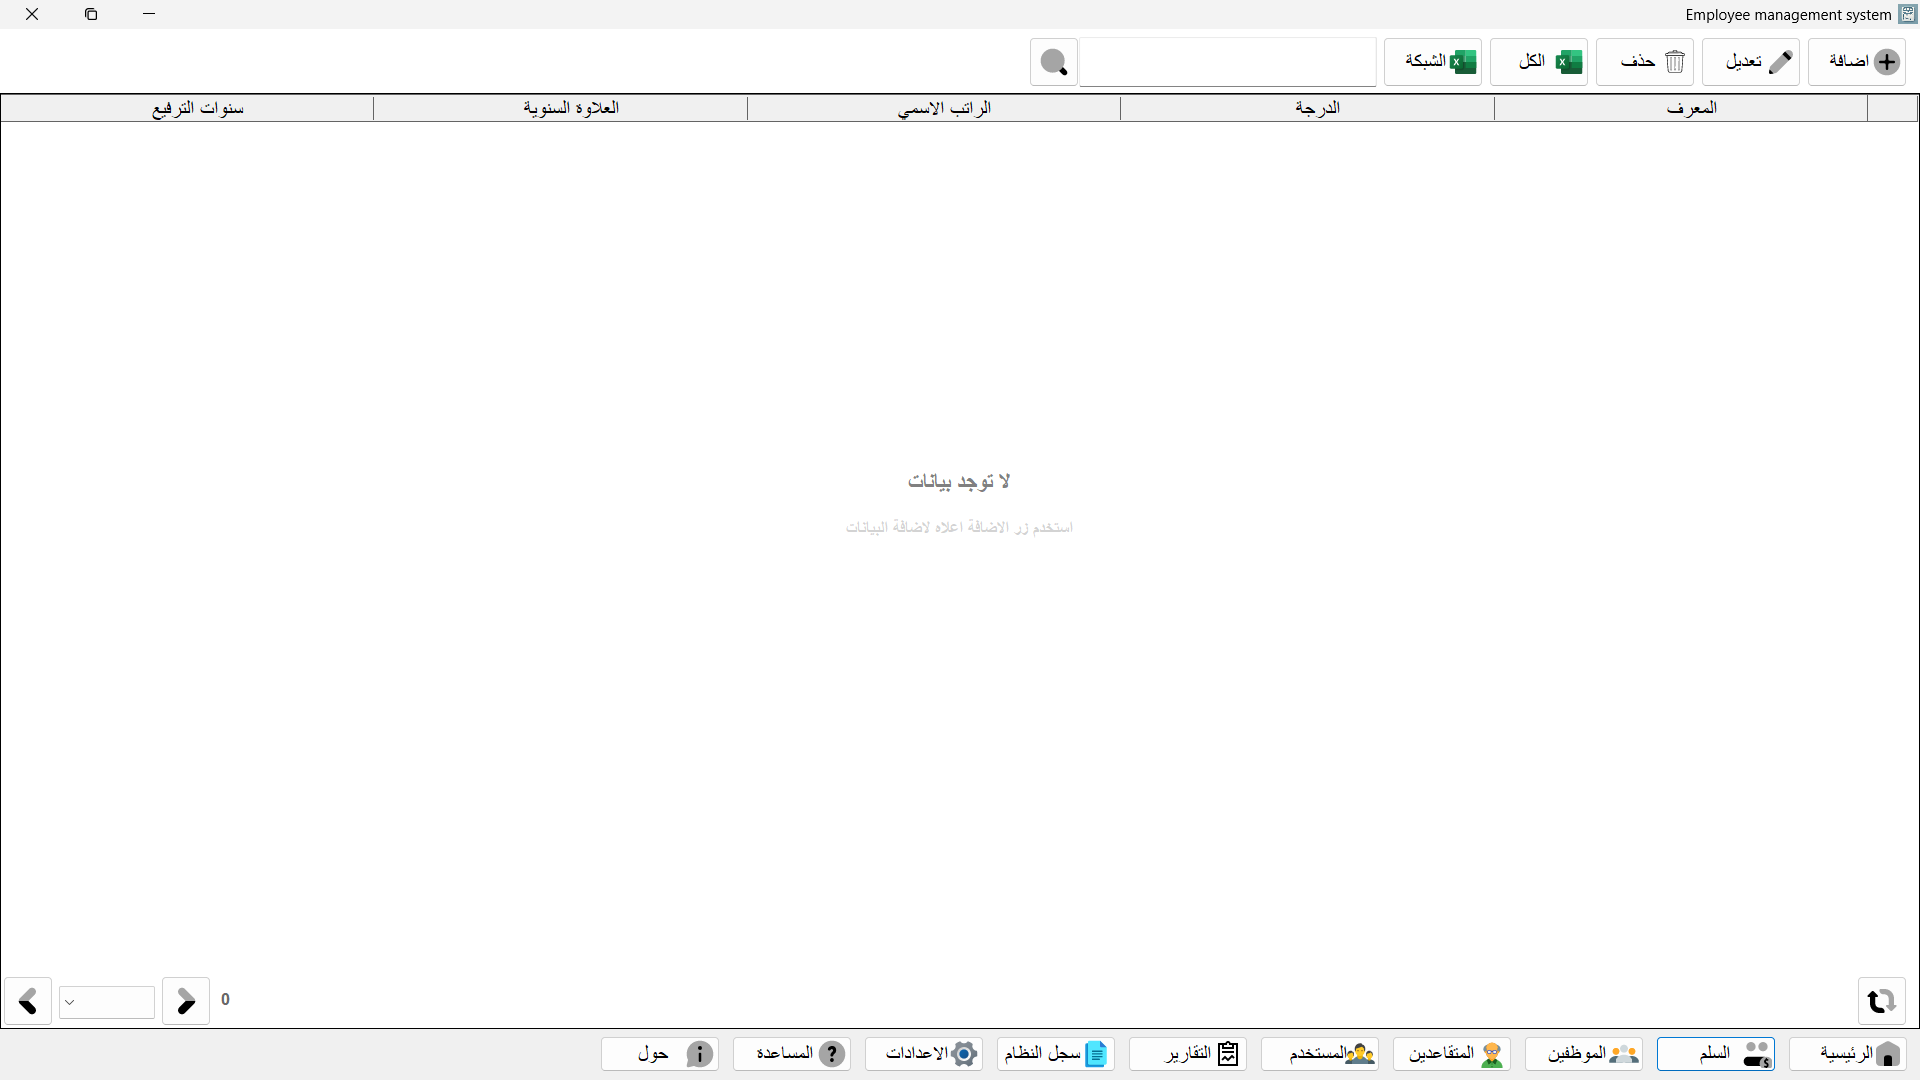 Employee management system
اضافة
تعديل
حذف
الكل
الشبكة
المعرف
الدرجة
الراتب الاسمي
العلاوة السنوية
سنوات الترفيع
لا توجد بيانات
استخدم زر الاضافة اعلاه لاضافة البيانات
0
الرئيسية
السلم
الموظفين
المتقاعدين
المستخدم
التقارير
سجل النظام
الاعدادات
المساعدة
حول